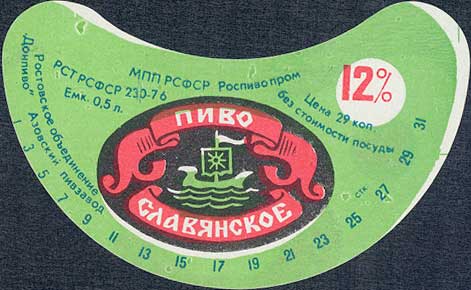 Ростовское объединение
"Донпиво" Азовский пивзавод
РСТ РСФСР 230-76
Емк. 0,5 л.
МПП РСФСР Роспивопром
Цена 29 коп.
без стоимости посуды
12%
ПИВО
СЛАВЯНСКОЕ
1 3 5 7 9 11 13 15 17 19 21 23 25 27 29 31